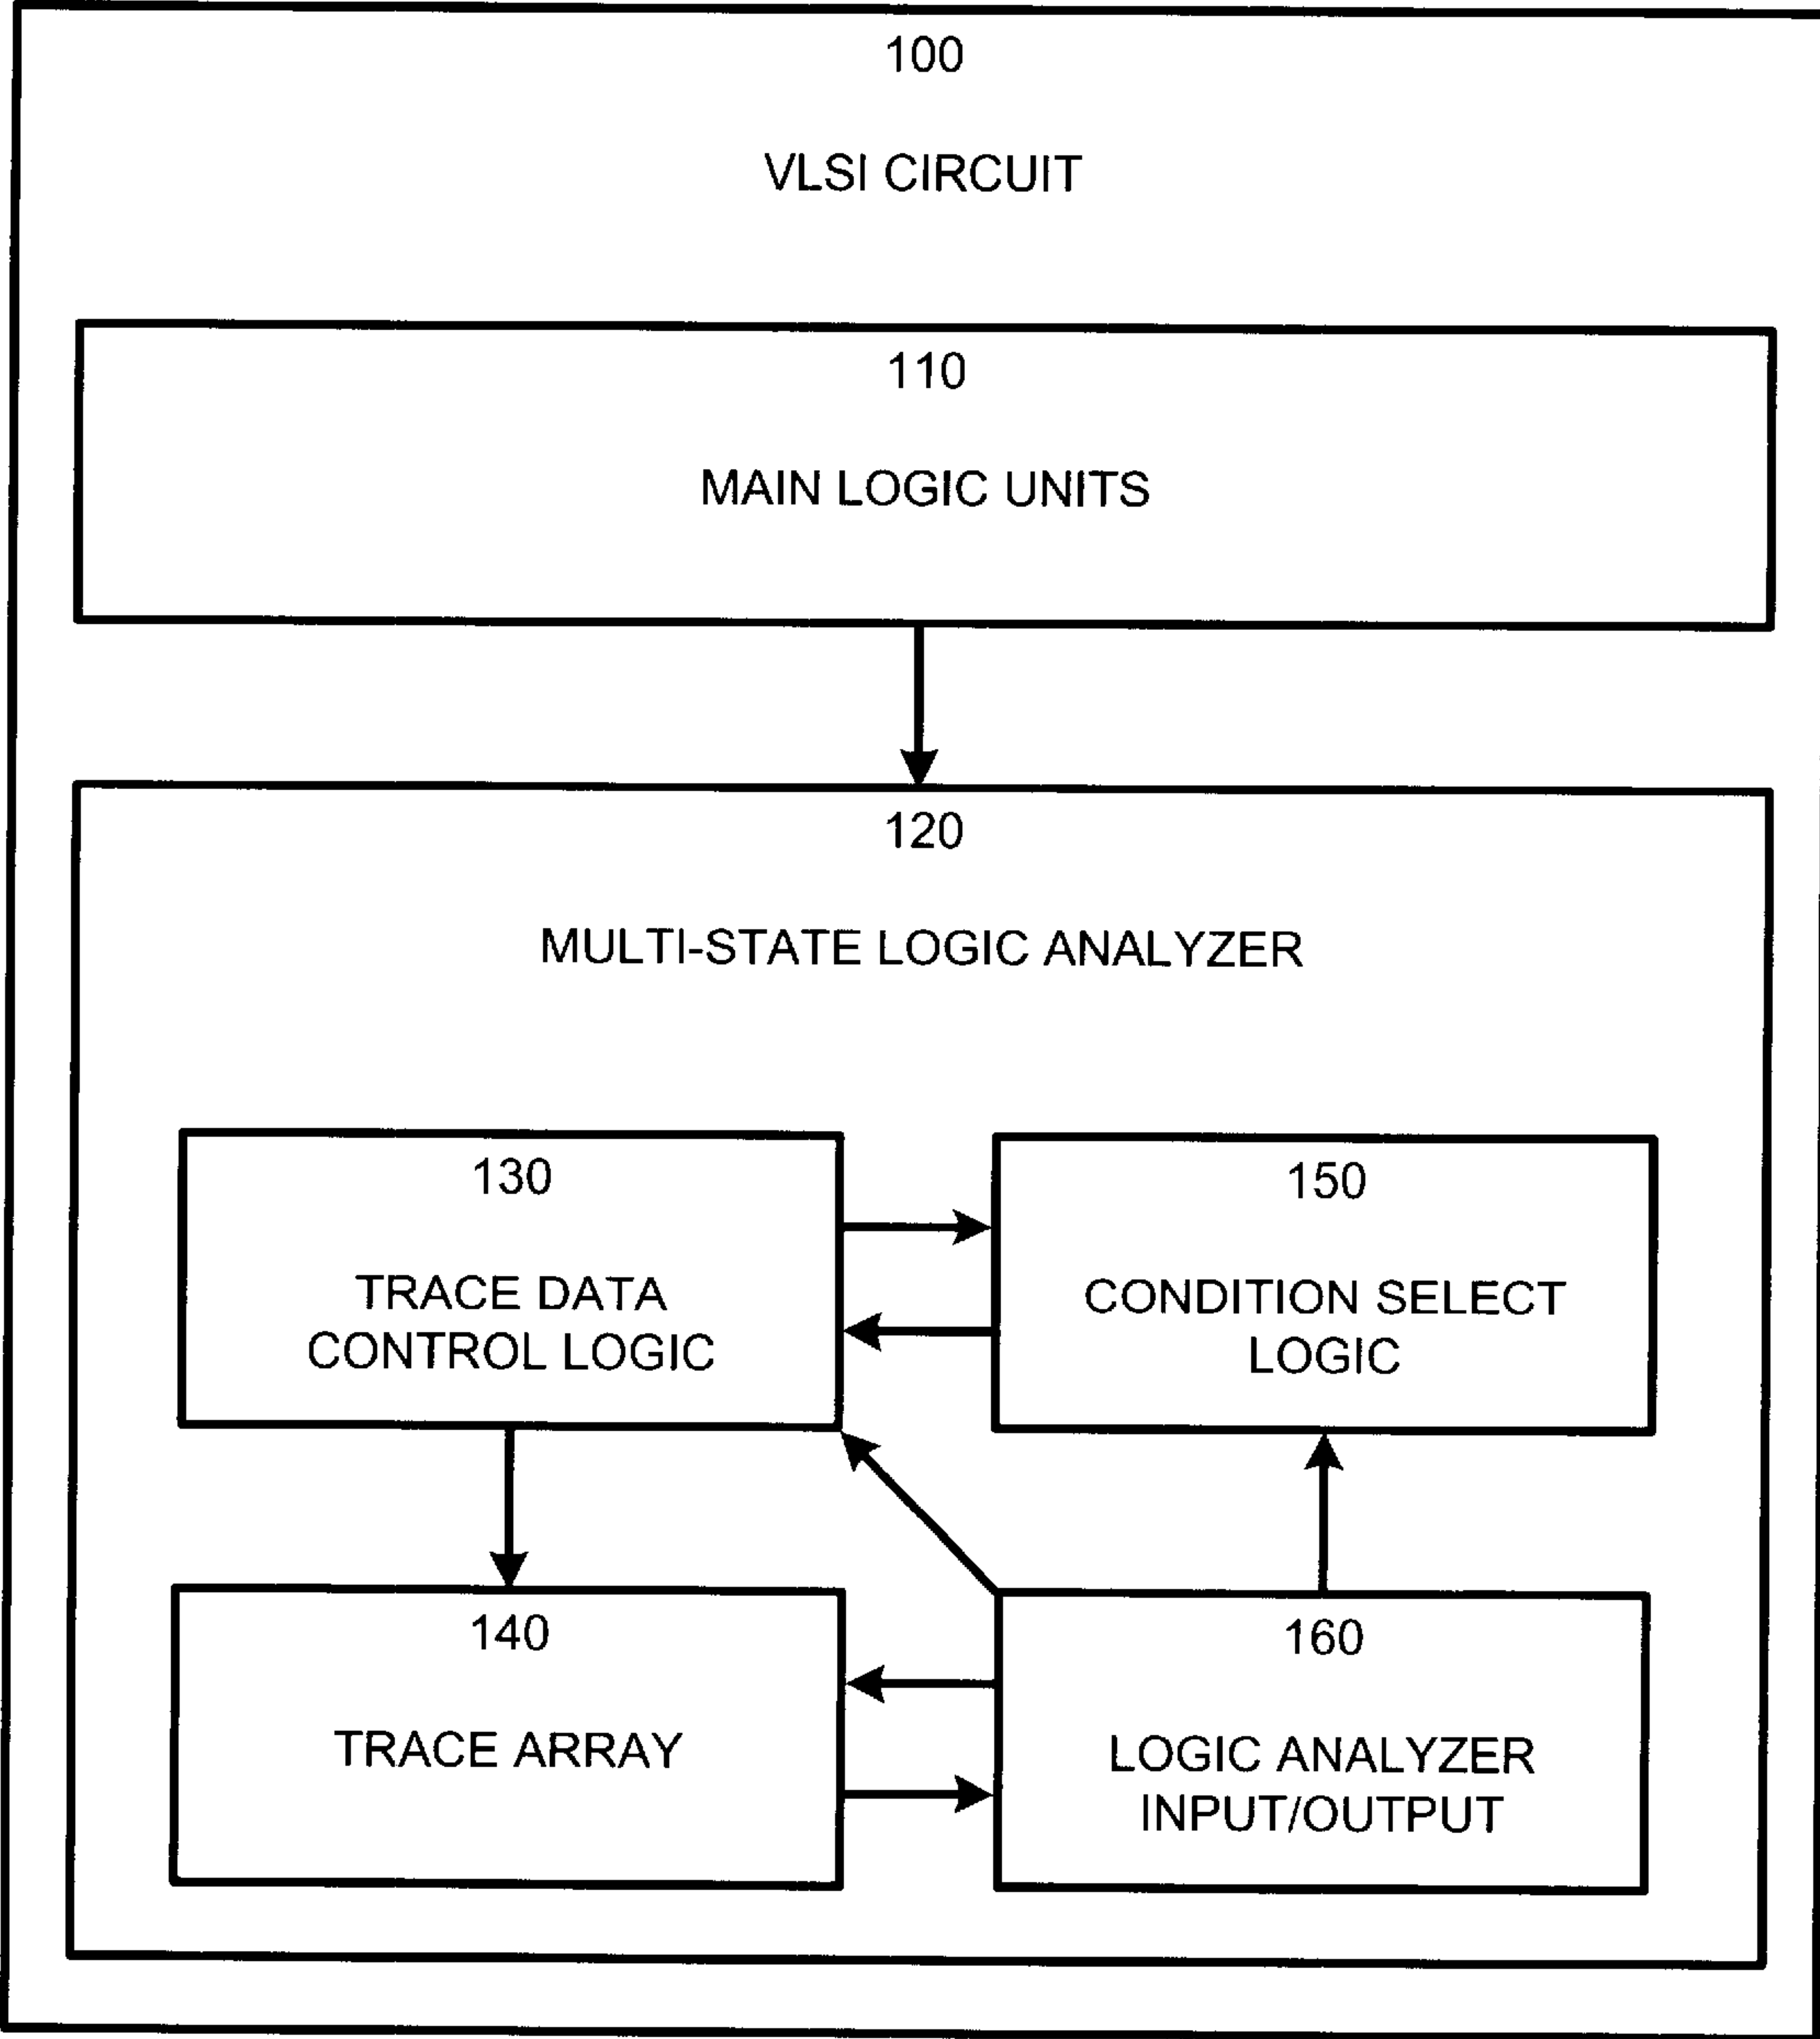 100
VLSI CIRCUIT
110
MAIN LOGIC UNITS
120
MULTI-STATE LOGIC ANALYZER
130
TRACE DATA
CONTROL LOGIC
150
CONDITION SELECT
LOGIC
140
TRACE ARRAY
160
LOGIC ANALYZER
INPUT/OUTPUT